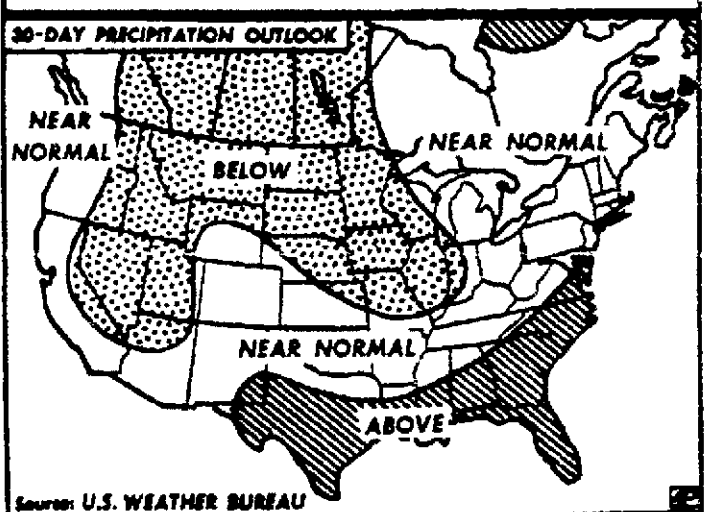 30-DAY PRECIPITATION OUTLOOK
NEAR
NORMAL
BELOW
NEAR NORMAL
NEAR NORMAL
ABOVE
Source: U.S. WEATHER BUREAU